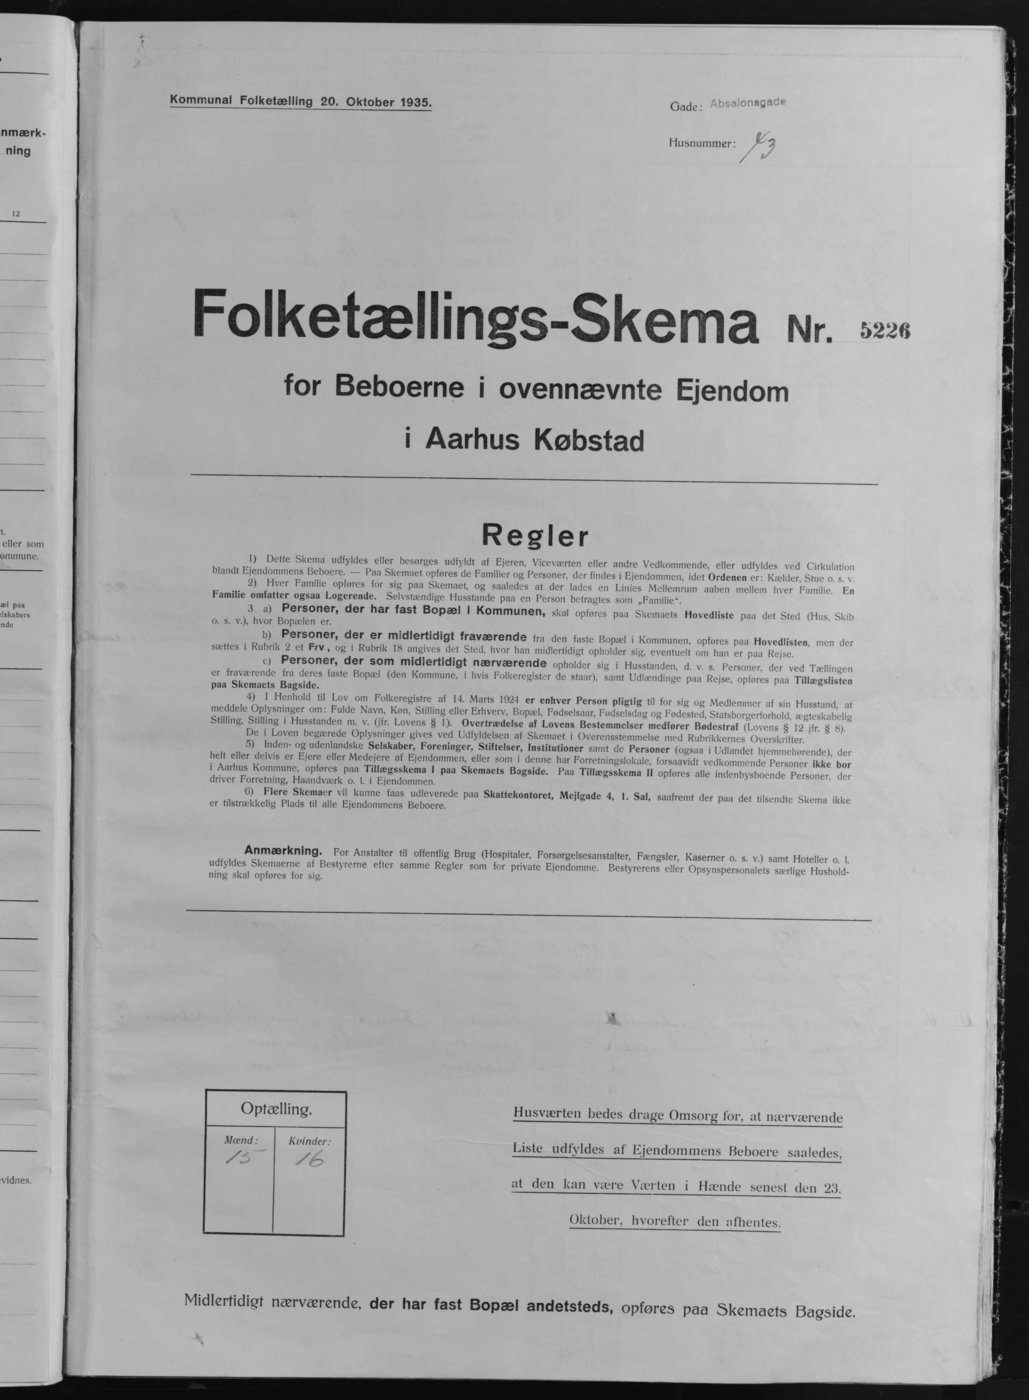 nmærk-
ning
12
eller som
ommune.
æl paa
elskabers
nde
vidnes.
Kommunal Folketælling 20. Oktober 1935.
Gade: Absalonsgade
Husnummer: 43
Folketællings-Skema Nr. 5226
for Beboerne i ovennævnte Ejendom
i Aarhus Købstad
Regler
1) Dette Skema udfyldes eller besørges udfyldt af Ejeren, Viceværten eller andre Vedkommende, eller udfyldes ved Cirkulation
blandt Ejendommens Beboere. — Paa Skemaet opføres de Familier og Personer, der findes i Ejendommen, idet Ordenen er: Kælder, Stue o. s. v.
2) Hver Familie opføres for sig paa Skemaet, og saaledes at der lades en Linies Mellemrum aaben mellem hver Familie. En
Familie omfatter ogsaa Logerende. Selvstændige Husstande paa en Person betragtes som „Familie".
3 a) Personer, der har fast Bopæl i Kommunen, skal opføres paa Skemaets Hovedliste paa det Sted (Hus, Skib
o. s. v.), hvor Bopælen er.
b) Personer, der er midlertidigt fraværende fra den faste Bopæl i Kommunen, opføres paa Hovedlisten, men der
sættes i Rubrik 2 et Frv., og i Rubrik 18 angives det Sted, hvor han midlertidigt opholder sig, eventuelt om han er paa Rejse.
c) Personer, der som midlertidigt nærværende opholder sig i Husstanden, d. v. s. Personer, der ved Tællingen
er fraværende fra deres faste Bopæl (den Kommune, i hvis Folkeregister de staar), samt Udlændinge paa Rejse, opføres paa Tillægslisten
paa Skemaets Bagside.
4) I Henhold til Lov om Folkeregistre af 14. Marts 1924 er enhver Person pligtig til for sig og Medlemmer af sin Husstand, at
meddele Oplysninger om: Fulde Navn, Køn, Stilling eller Erhverv, Bopæl, Fødselsaar, Fødselsdag og Fødested, Statsborgerforhold, ægteskabelig
Stilling, Stilling i Husstanden m. v. (jfr. Lovens § 1). Overtrædelse af Lovens Bestemmelser medfører Bødestraf (Lovens § 12 jfr. § 8).
De i Loven begærede Oplysninger gives ved Udfyldelsen af Skemaet i Overensstemmelse med Rubrikkernes Overskrifter.
5) Inden- og udenlandske Selskaber, Foreninger, Stiftelser, Institutioner samt de Personer (ogsaa i Udlandet hjemmehørende), der
helt eller delvis er Ejere eller Medejere af Ejendommen, eller som i denne har Forretningslokale, forsaavidt vedkommende Personer ikke bor
i Aarhus Kommune, opføres paa Tillægsskema I paa Skemaets Bagside. Paa Tillægsskema II opføres alle indenbysboende Personer, der
driver Forretning, Haandværk o. l. i Ejendommen.
6) Flere Skemaer vil kunne faas udleverede paa Skattekontoret, Mejlgade 4, 1. Sal, saafremt der paa det tilsendte Skema ikke
er tilstrækkelig Plads til alle Ejendommens Beboere.
Anmærkning. For Anstalter til offentlig Brug (Hospitaler, Forsørgelsesanstalter, Fængsler, Kaserner o. s. v.) samt Hoteller o. l.
udfyldes Skemaerne af Bestyrerne efter samme Regler som for private Ejendomme. Bestyrerens eller Opsynspersonalets særlige Hushold-
ning skal opføres for sig.
Optælling.
Mænd: Kvinder:
15 16
Husværten bedes drage Omsorg for, at nærværende
Liste udfyldes af Ejendommens Beboere saaledes,
at den kan være Værten i Hænde senest den 23.
Oktober, hvorefter den afhentes.
Midlertidigt nærværende, der har fast Bopæl andetsteds, opføres paa Skemaets Bagside.